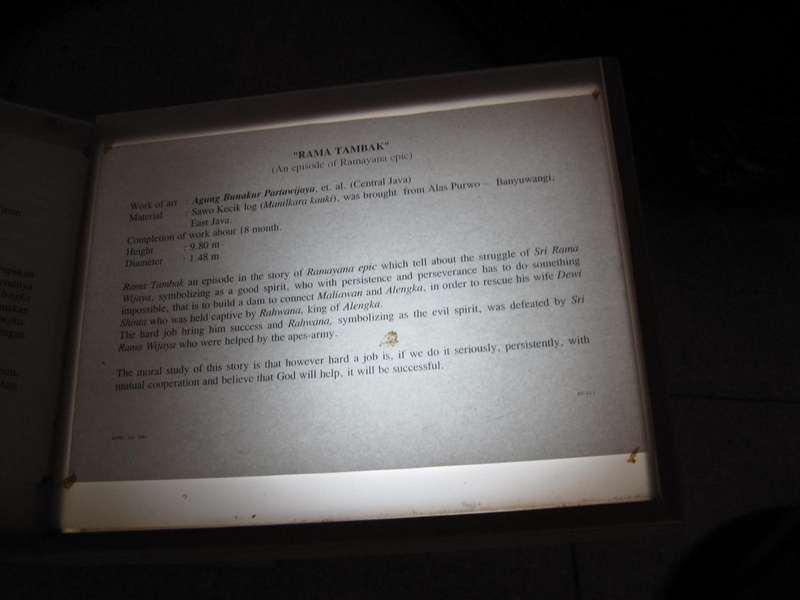 "RAMA TAMBAK"
(An episode of Ramayana epic)
Work of art : Agung Bunakur Partawijaya, et. al. (Central Java)
Material : Sawo Kecik log (Manilkara kauki), was brought from Alas Purwo – Banyuwangi,
East Java.
Completion of work about 18 month.
Height : 9.80 m
Diameter : 1.48 m
Rama Tambak an episode in the story of Ramayana epic which tell about the struggle of Sri Rama
Wijaya, symbolizing as a good spirit, who with persistence and perseverance has to do something
impossible, that is to build a dam to connect Maliawan and Alengka, in order to rescue his wife Dewi
Shinta who was held captive by Rahwana, king of Alengka.
The hard job bring him success and Rahwana, symbolizing as the evil spirit, was defeated by Sri
Rama Wijaya who were helped by the apes-army.
The moral study of this story is that however hard a job is, if we do it seriously, persistently, with
mutual cooperation and believe that God will help, it will be successful.